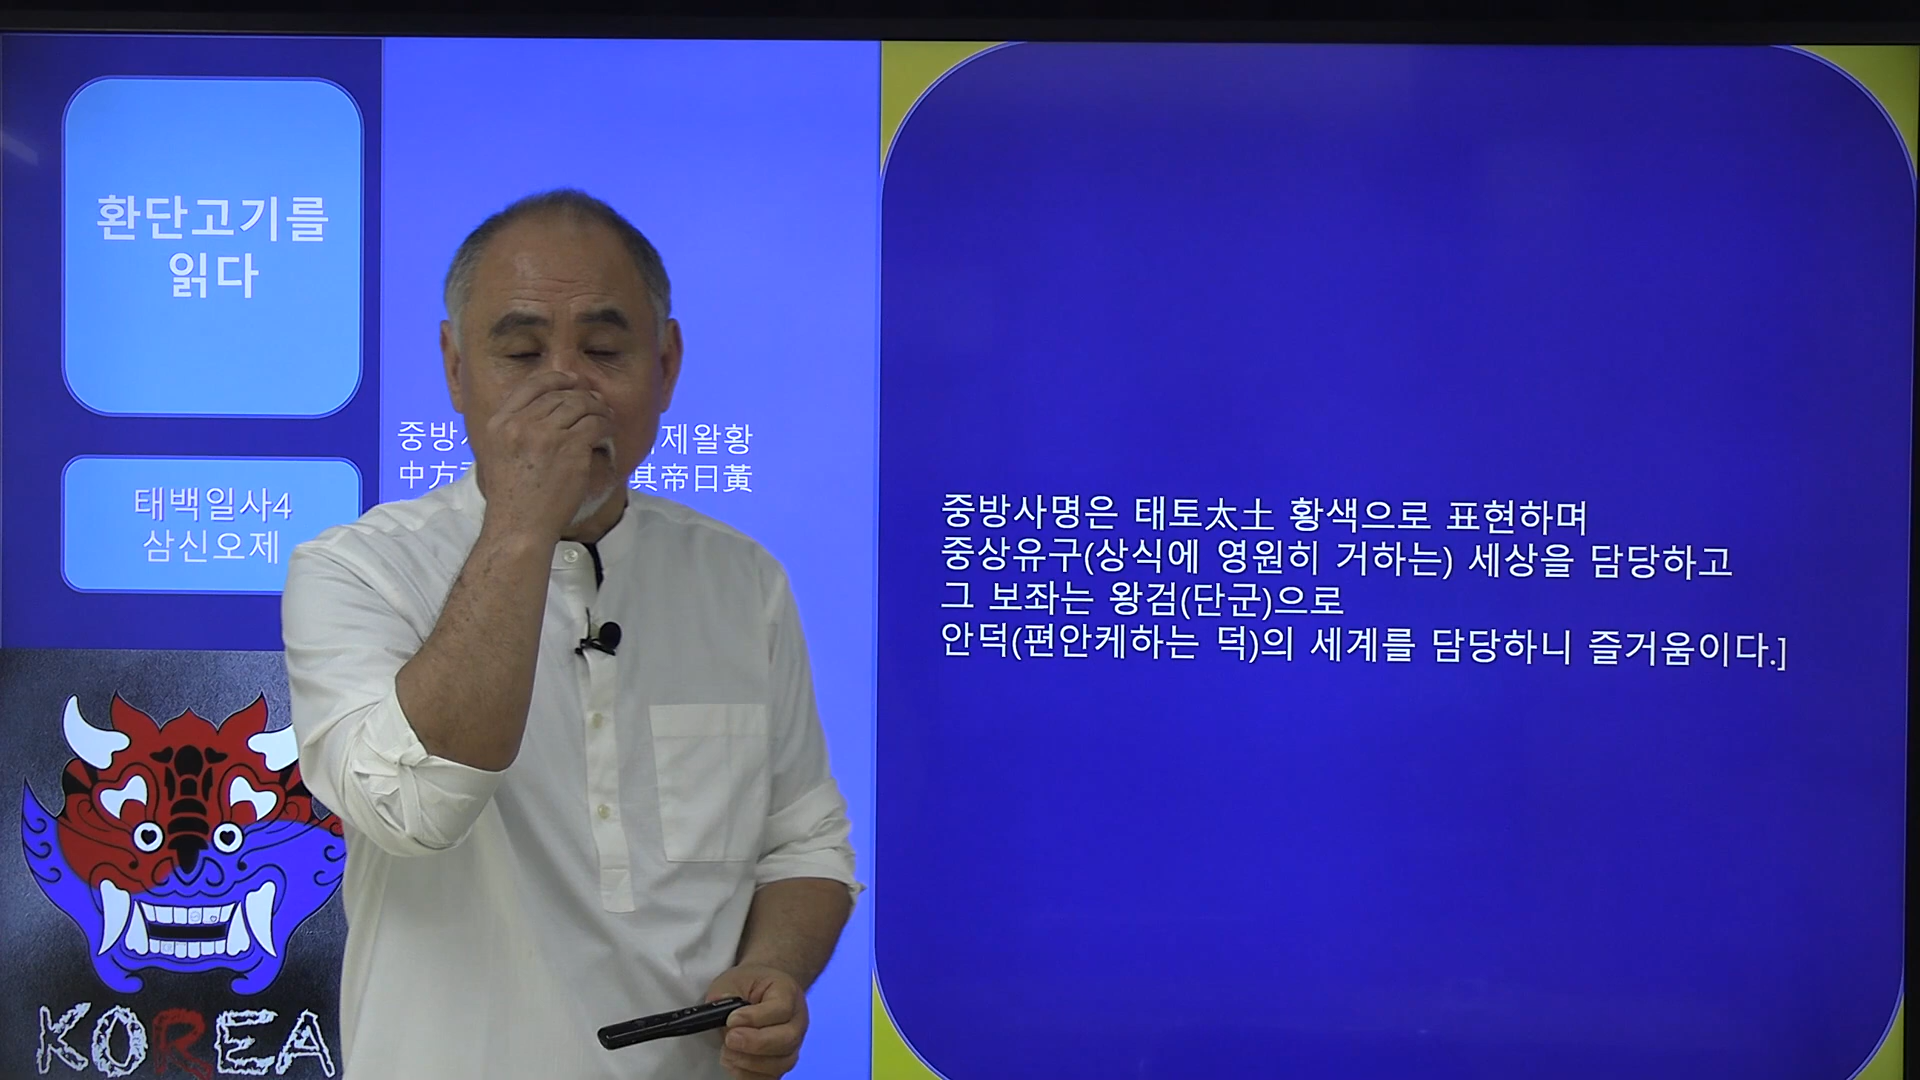 환단고기를
읽다
태백일사4
삼신오제
중방 제왈황
中方 其帝曰黃
중방사명은 태토太土 황색으로 표현하며
중상유구(상식에 영원히 거하는) 세상을 담당하고
그 보좌는 왕검(단군)으로
안덕(편안케하는 덕)의 세계를 담당하니 즐거움이다.]
KOREA